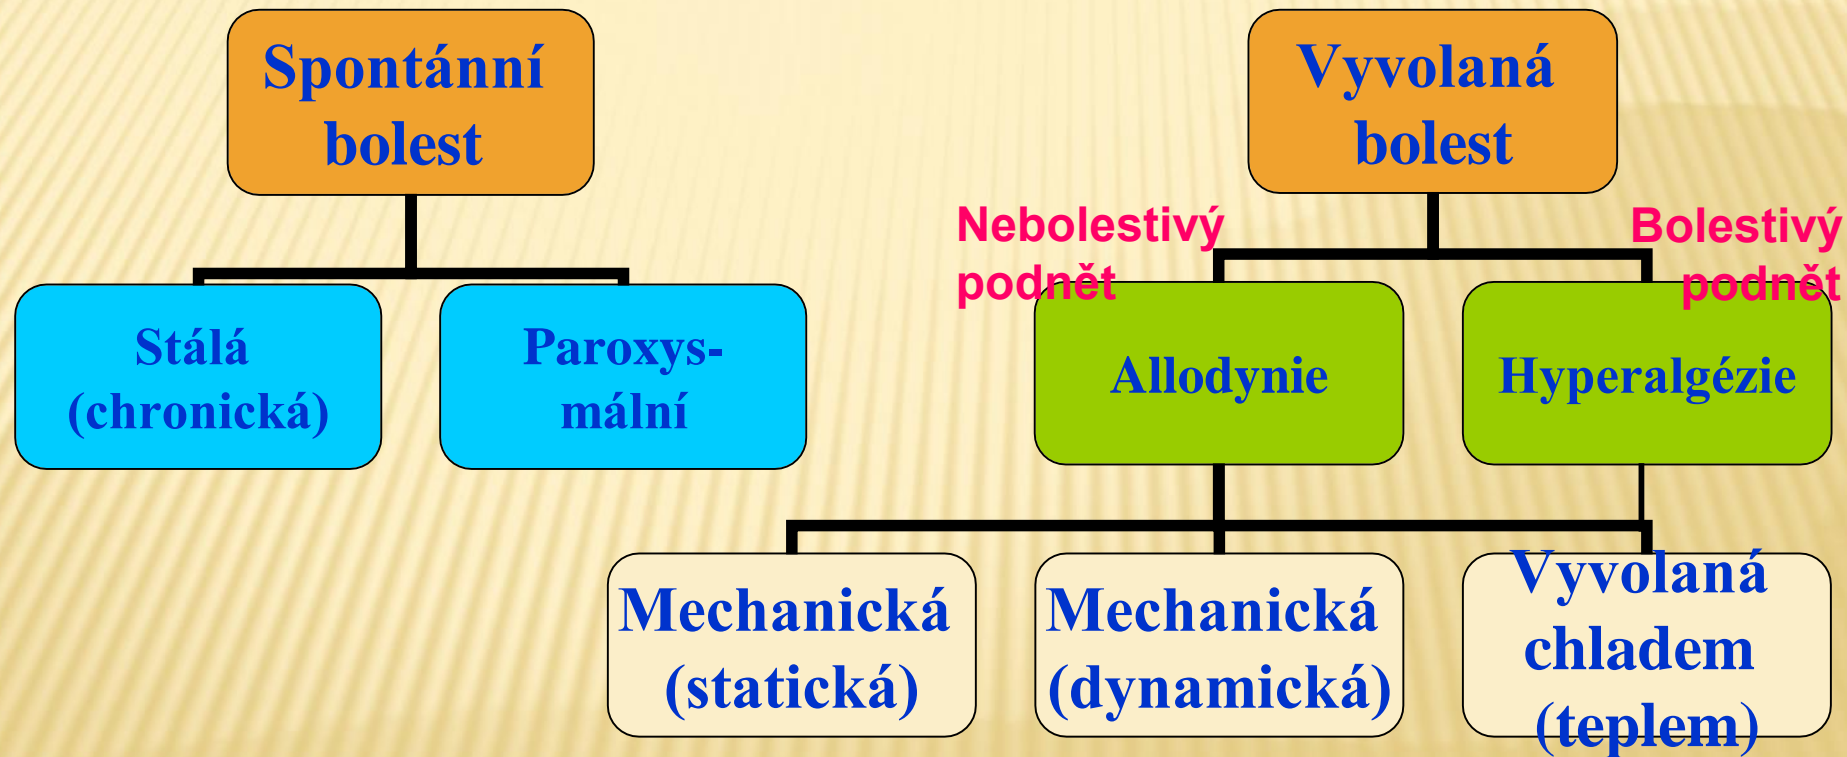 Spontánní
bolest
Vyvolaná
bolest
Nebolestivý
podnět
Bolestivý
podnět
Stálá
(chronická)
Paroxys-
mální
Allodynie
Hyperalgézie
Mechanická
(statická)
Mechanická
(dynamická)
Vyvolaná
chladem
(teplem)